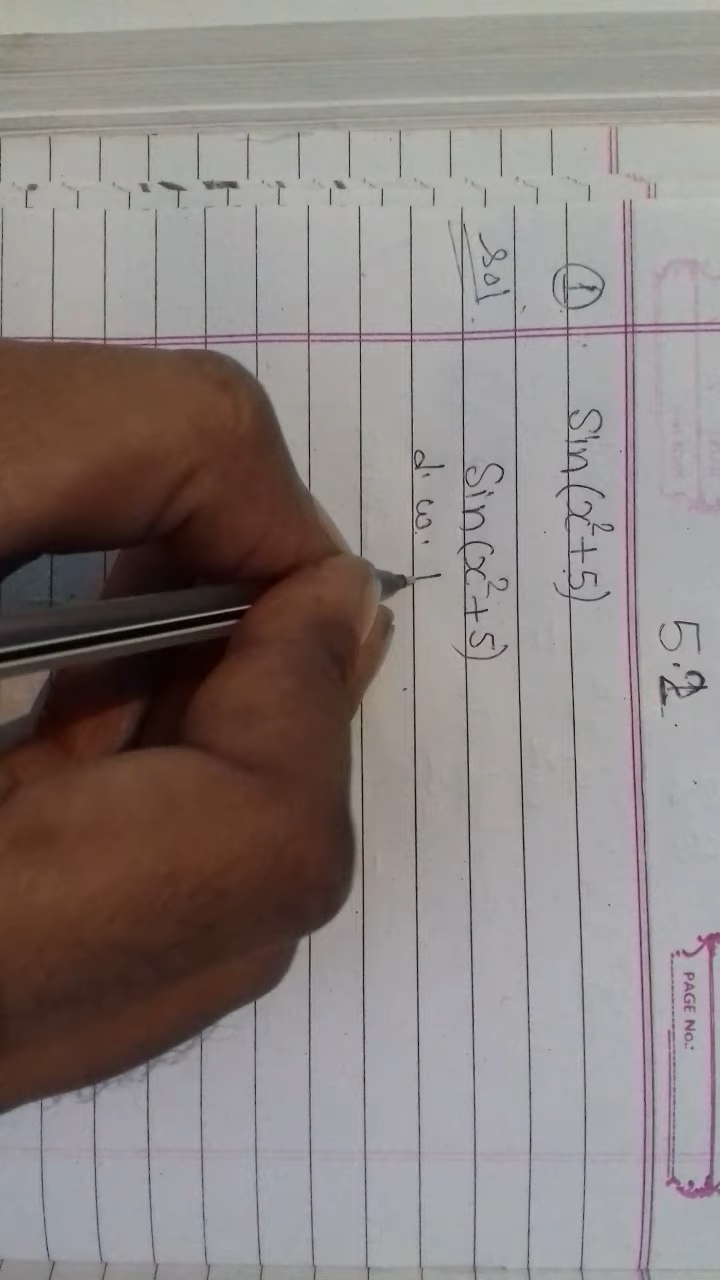 5.2
① Sin(x²+5)
Sol
Sin(x²+5)
d. w.
PAGE No.: